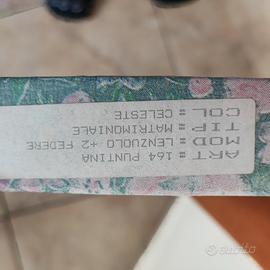 ART: 164 PUNTINA
MOD: LENZUOLO +2 FEDERE
TIP: MATRIMONIALE
COL: CELESTE
subito